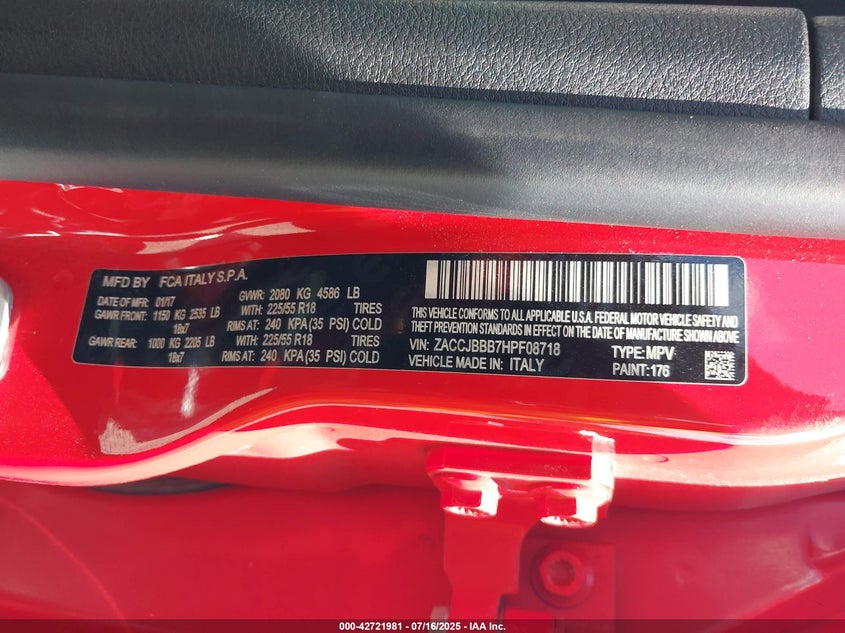 MFD BY FCA ITALY S.P.A.
DATE OF MFR 01/17 GVWR: 2080 KG 4586 LB
GAWR FRONT: 1150 KG 2535 LB WITH: 225/55 R18 TIRES
18x7 RIMS AT: 240 KPA (35 PSI) COLD
GAWR REAR: 1000 KG 2205 LB WITH: 225/55 R18 TIRES
18x7 RIMS AT: 240 KPA (35 PSI) COLD
THIS VEHICLE CONFORMS TO ALL APPLICABLE U.S.A. FEDERAL MOTOR VEHICLE SAFETY AND
THEFT PREVENTION STANDARDS IN EFFECT ON THE DATE OF MANUFACTURE SHOWN ABOVE
VIN: ZACCJBBB7HPF08718 TYPE: MPV
VEHICLE MADE IN: ITALY PAINT: 176
000-42721981 - 07/16/2025 - IAA Inc.